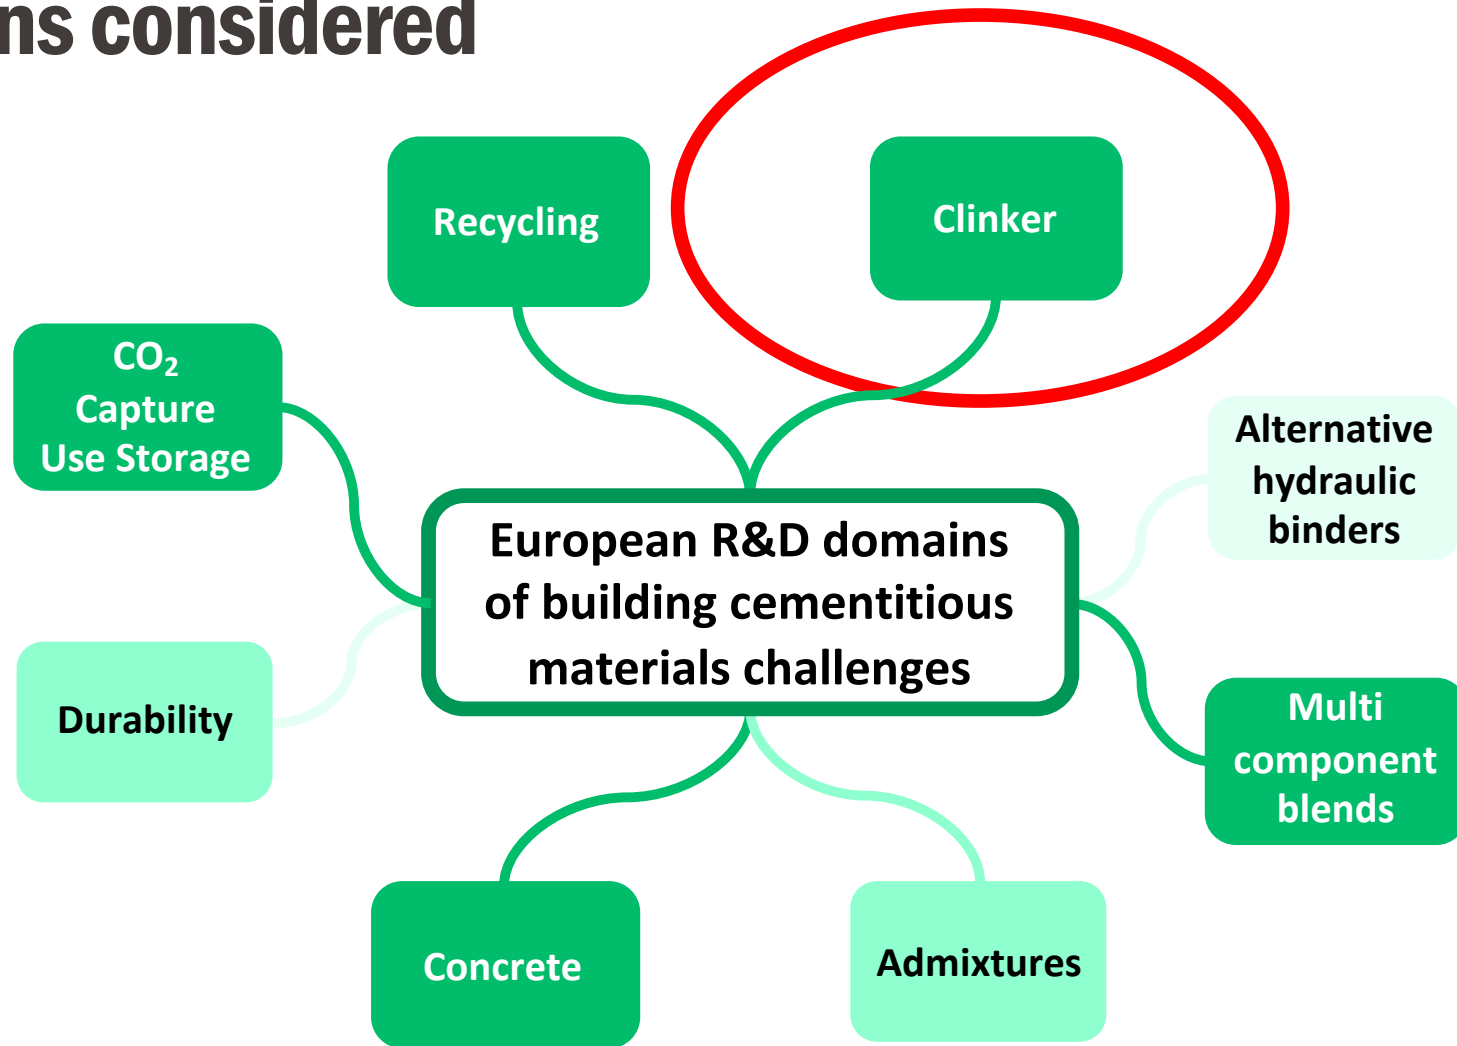 considered
Recycling
Clinker
CO₂
Capture
Use Storage
Alternative
hydraulic
binders
European R&D domains
of building cementitious
materials challenges
Durability
Multi
component
blends
Concrete
Admixtures